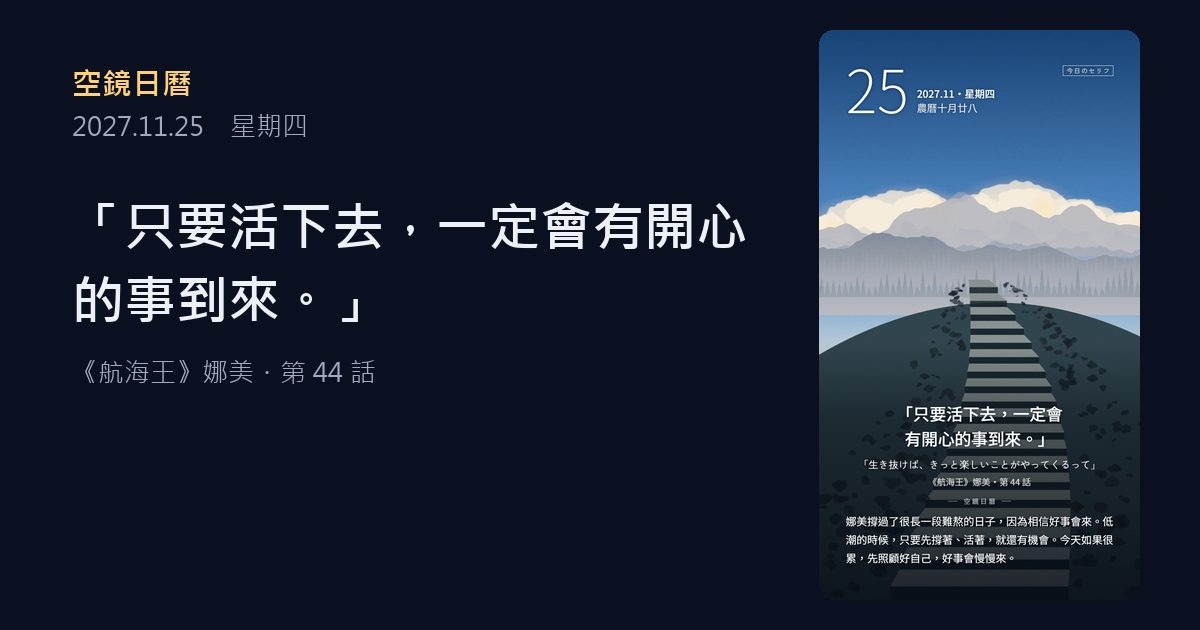 空鏡日曆
2027.11.25 星期四
「只要活下去，一定會有開心
的事到來。」
《航海王》娜美．第 44 話
25
2027.11・星期四
農曆十月廿八
今日のセリフ
「只要活下去，一定會
有開心的事到來。」
「生き抜けば、きっと楽しいことがやってくるって」
《航海王》娜美・第 44 話
空鏡日曆
娜美撐過了很長一段難熬的日子，因為相信好事會來。低
潮的時候，只要先撐著、活著，就還有機會。今天如果很
累，先照顧好自己，好事會慢慢來。